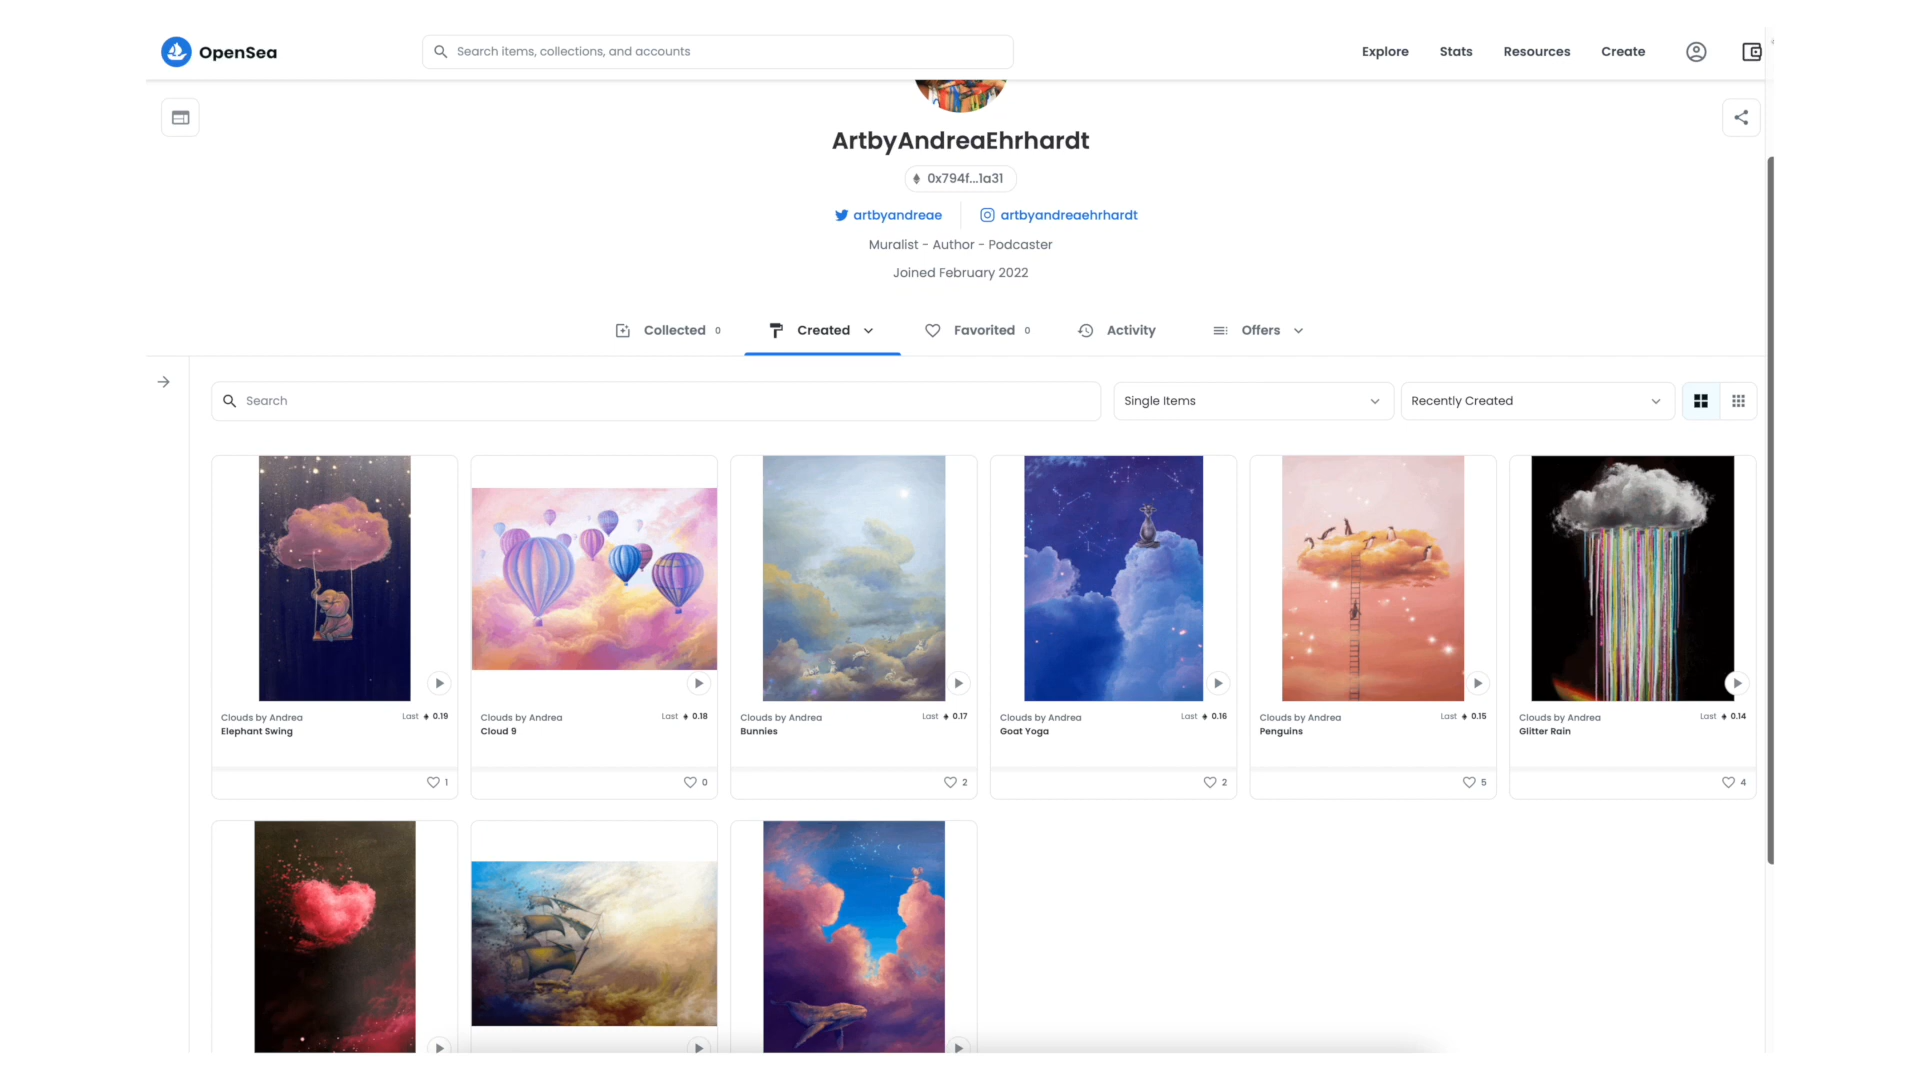 OpenSea
Search items, collections, and accounts
Explore
Stats
Resources
Create
ArtbyAndreaEhrhardt
0x794f...1a31
artbyandreae
artbyandreaehrhardt
Muralist - Author - Podcaster
Joined February 2022
Collected 0
Created
Favorited 0
Activity
Offers
Search
Single Items
Recently Created
Clouds by Andrea Last 0.19
Elephant Swing
1
Clouds by Andrea Last 0.18
Cloud 9
0
Clouds by Andrea Last 0.17
Bunnies
2
Clouds by Andrea Last 0.16
Goat Yoga
2
Clouds by Andrea Last 0.15
Penguins
5
Clouds by Andrea Last 0.14
Glitter Rain
4